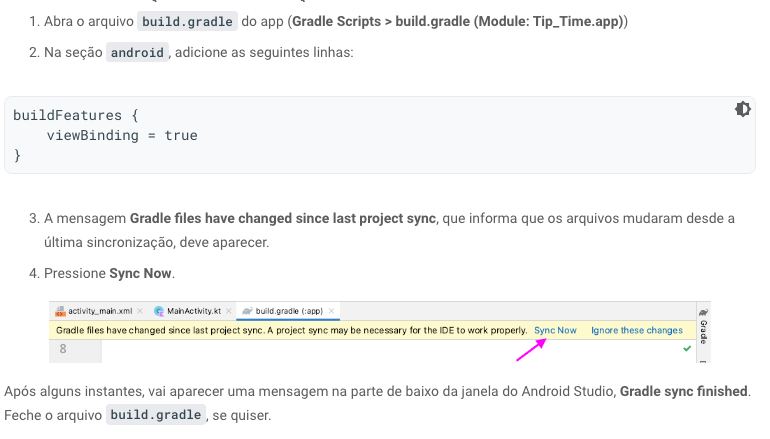 1. Abra o arquivo build.gradle do app (Gradle Scripts > build.gradle (Module: Tip_Time.app))
2. Na seção android, adicione as seguintes linhas:
buildFeatures {
    viewBinding = true
}
3. A mensagem Gradle files have changed since last project sync, que informa que os arquivos mudaram desde a
última sincronização, deve aparecer.
4. Pressione Sync Now.
activity_main.xml MainActivity.kt build.gradle (:app)
Gradle files have changed since last project sync. A project sync may be necessary for the IDE to work properly. Sync Now Ignore these changes
Gradle
8
Após alguns instantes, vai aparecer uma mensagem na parte de baixo da janela do Android Studio, Gradle sync finished.
Feche o arquivo build.gradle, se quiser.